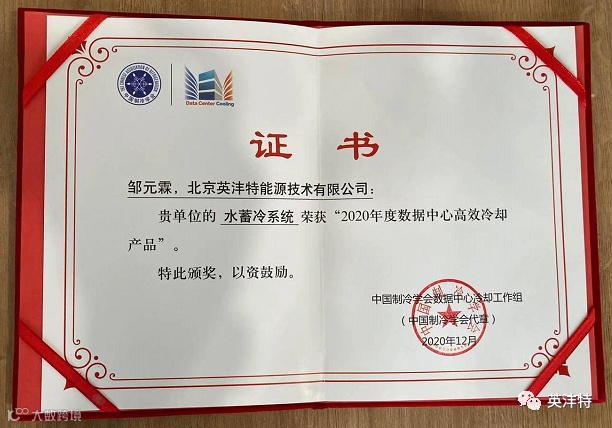 Data Center Cooling
证书
邹元霖，北京英沣特能源技术有限公司：
贵单位的 水蓄冷系统 荣获“2020年度数据中心高效冷却
产品”。
特此颁奖，以资鼓励。
中国制冷学会数据中心冷却工作组
（中国制冷学会代章）
2020年12月
英沣特
大数跨境